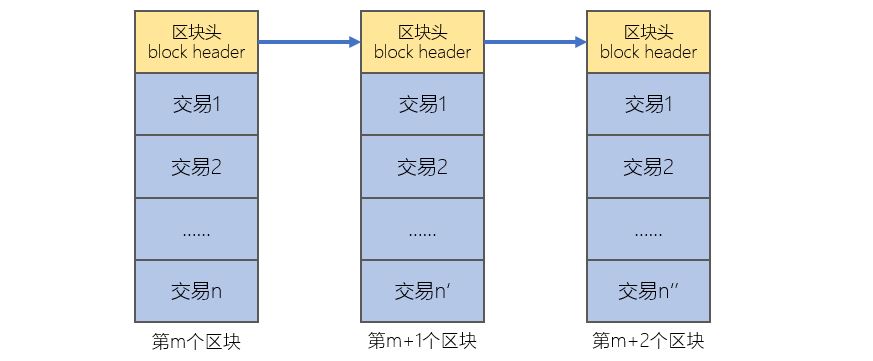 区块头
block header
交易1
交易2
......
交易n
第m个区块
区块头
block header
交易1
交易2
......
交易n‘
第m+1个区块
区块头
block header
交易1
交易2
......
交易n‘’
第m+2个区块